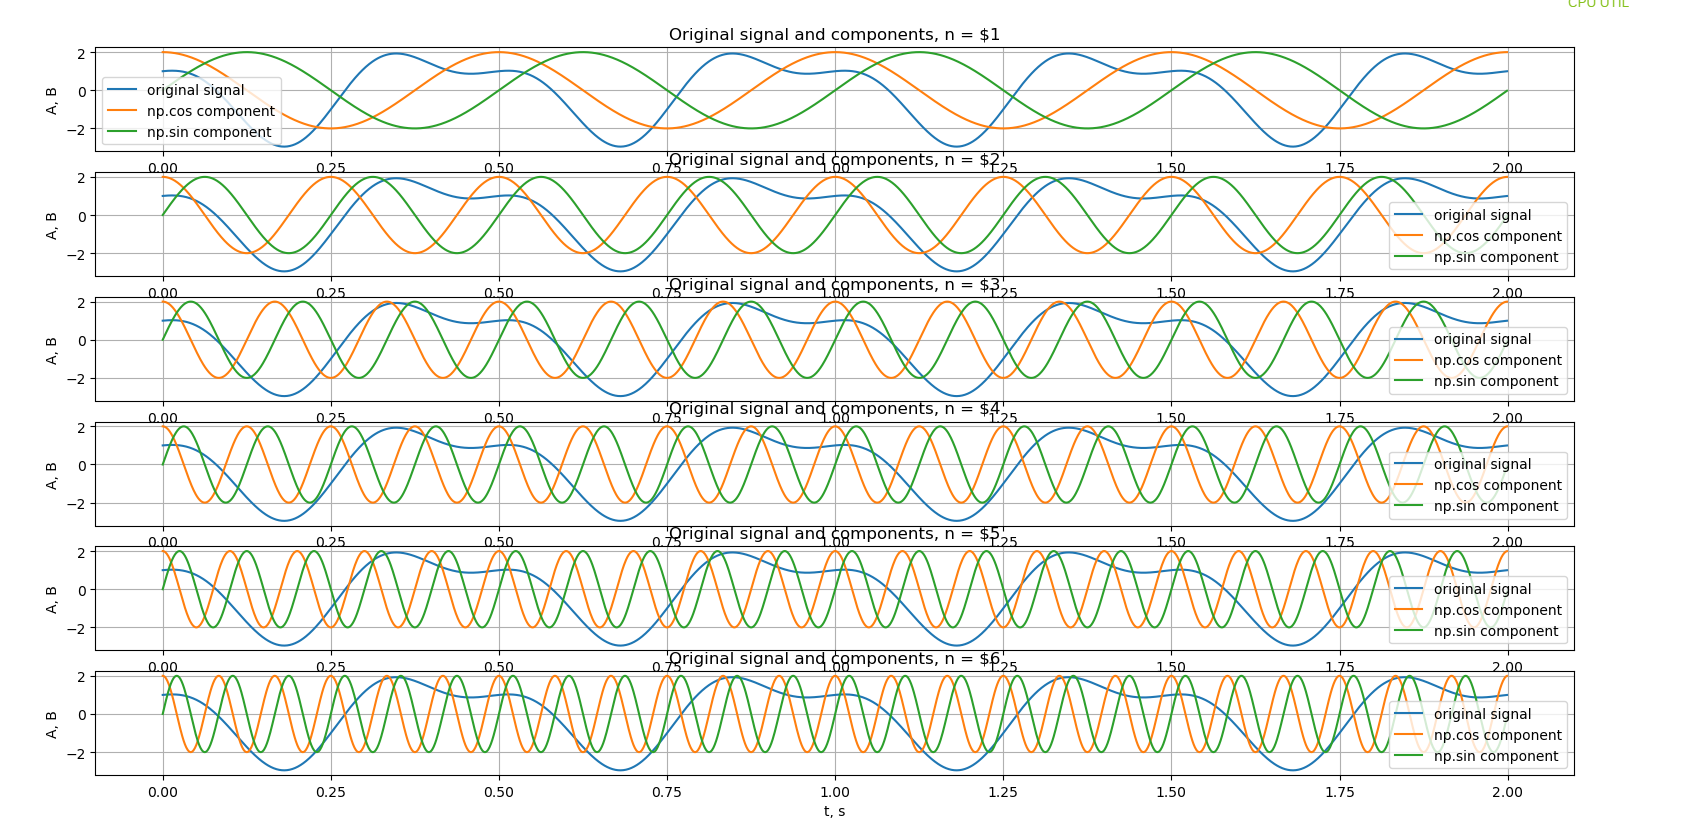 CPU UTIL
Original signal and components, n = $1
A, B
2
0
−2
original signal
np.cos component
np.sin component
0.00 0.25 0.50 0.75 1.00 1.25 1.50 1.75 2.00
Original signal and components, n = $2
A, B
2
0
−2
original signal
np.cos component
np.sin component
0.00 0.25 0.50 0.75 1.00 1.25 1.50 1.75 2.00
Original signal and components, n = $3
A, B
2
0
−2
original signal
np.cos component
np.sin component
0.00 0.25 0.50 0.75 1.00 1.25 1.50 1.75 2.00
Original signal and components, n = $4
A, B
2
0
−2
original signal
np.cos component
np.sin component
0.00 0.25 0.50 0.75 1.00 1.25 1.50 1.75 2.00
Original signal and components, n = $5
A, B
2
0
−2
original signal
np.cos component
np.sin component
0.00 0.25 0.50 0.75 1.00 1.25 1.50 1.75 2.00
Original signal and components, n = $6
A, B
2
0
−2
original signal
np.cos component
np.sin component
0.00 0.25 0.50 0.75 1.00 1.25 1.50 1.75 2.00
t, s